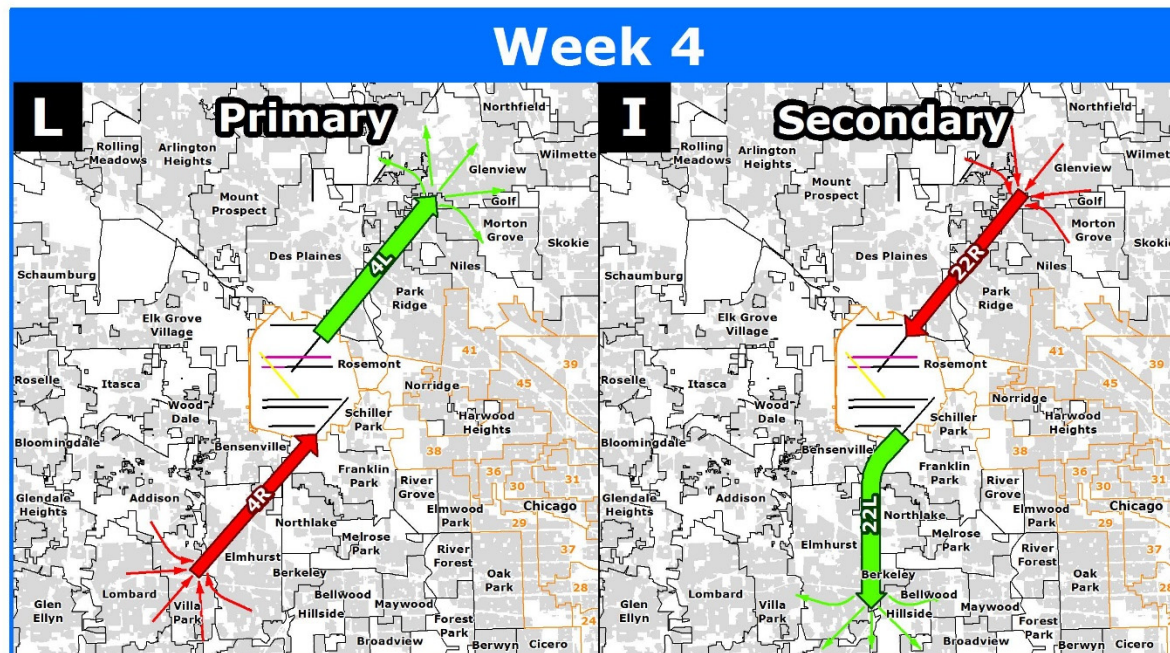 Week 4
L
Primary
Northfield
Rolling
Meadows
Arlington
Heights
Glenview
Wilmette
Mount
Prospect
Golf
Morton
Grove
Skokie
Des Plaines
4L
Niles
Schaumburg
Park
Ridge
Elk Grove
Village
41
39
Rosemont
Roselle
Itasca
Norridge
45
Wood
Dale
Schiller
Park
Harwood
Heights
Bloomingdale
Bensenville
38
Franklin
Park
36
31
River
Grove
30
Glendale
Heights
Addison
4R
Elmwood
Park
Chicago
Northlake
29
Melrose
Park
Elmhurst
River
Forest
37
Berkeley
Oak
Park
28
Lombard
Bellwood
Glen
Ellyn
Villa
Park
Hillside
Maywood
Forest
Park
24
Broadview
Berwyn
Cicero
I
Secondary
Northfield
Rolling
Meadows
Arlington
Heights
Glenview
Wilmette
Mount
Prospect
Golf
Morton
Grove
Skokie
Des Plaines
22R
Niles
Schaumburg
Park
Ridge
Elk Grove
Village
41
39
Rosemont
Roselle
Itasca
Norridge
45
Wood
Dale
Schiller
Park
Harwood
Heights
Bloomingdale
Bensenville
38
Franklin
Park
36
31
River
Grove
30
Glendale
Heights
Addison
22L
Elmwood
Park
Chicago
Northlake
29
Melrose
Park
Elmhurst
River
Forest
37
Berkeley
Oak
Park
28
Lombard
Bellwood
Glen
Ellyn
Villa
Park
Hillside
Maywood
Forest
Park
24
Broadview
Berwyn
Cicero